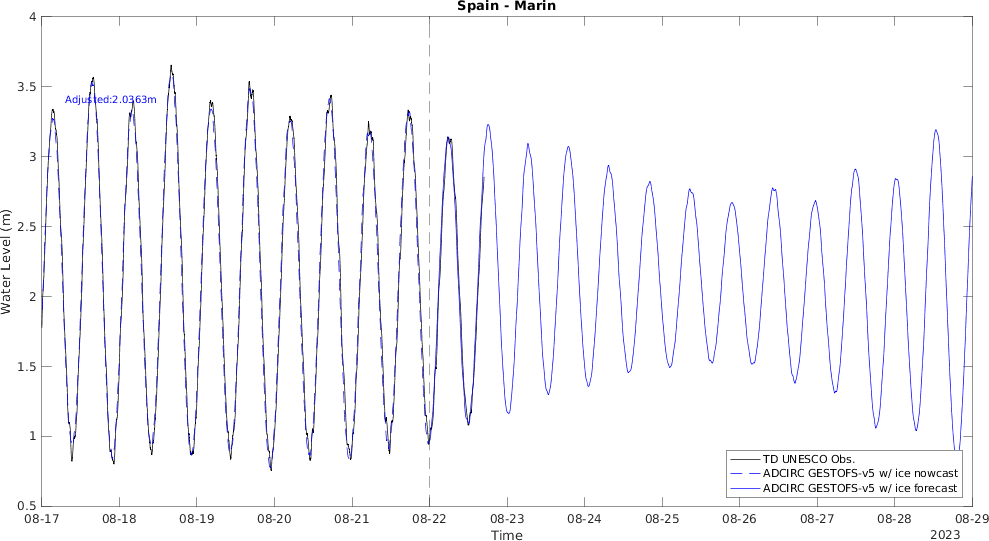 Spain - Marin
4
3.5
3
2.5
2
1.5
1
0.5
Water Level (m)
Adjusted:2.0363m
TD UNESCO Obs.
ADCIRC GESTOFS-v5 w/ ice nowcast
ADCIRC GESTOFS-v5 w/ ice forecast
08-17 08-18 08-19 08-20 08-21 08-22 08-23 08-24 08-25 08-26 08-27 08-28 08-29
Time
2023